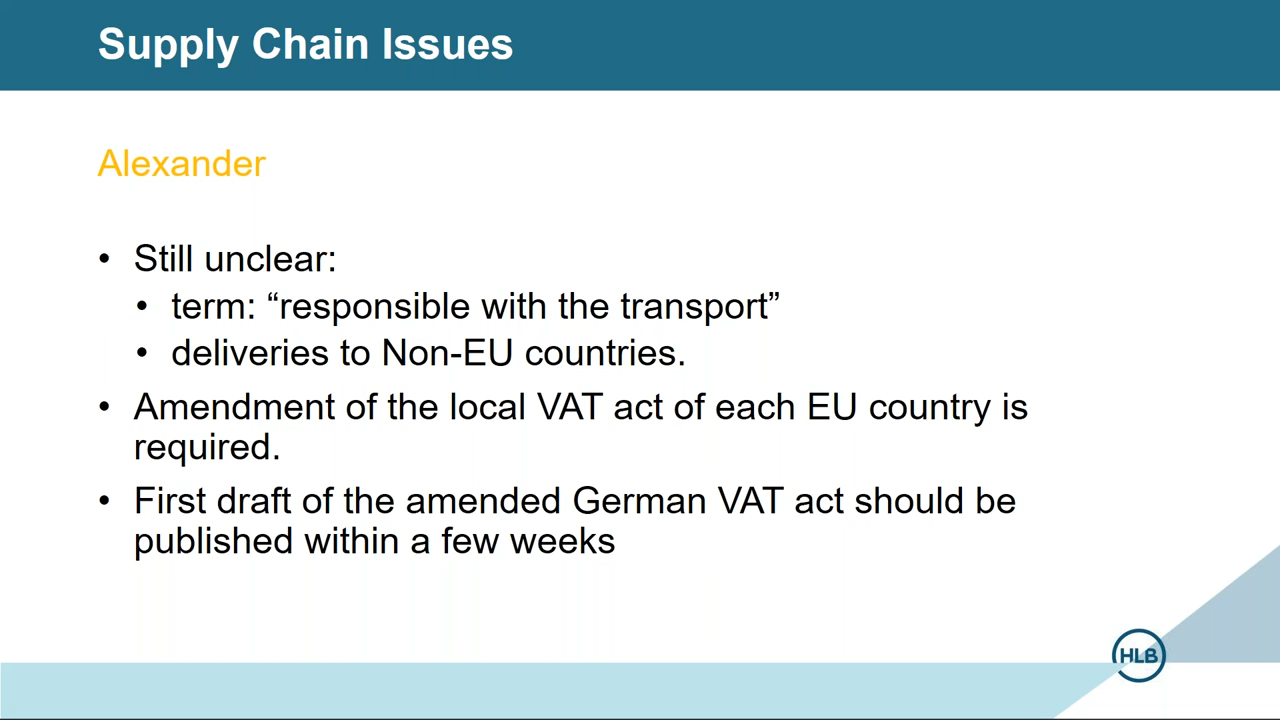 Supply Chain Issues
Alexander
• Still unclear:
• term: “responsible with the transport”
• deliveries to Non-EU countries.
• Amendment of the local VAT act of each EU country is
required.
• First draft of the amended German VAT act should be
published within a few weeks
HLB